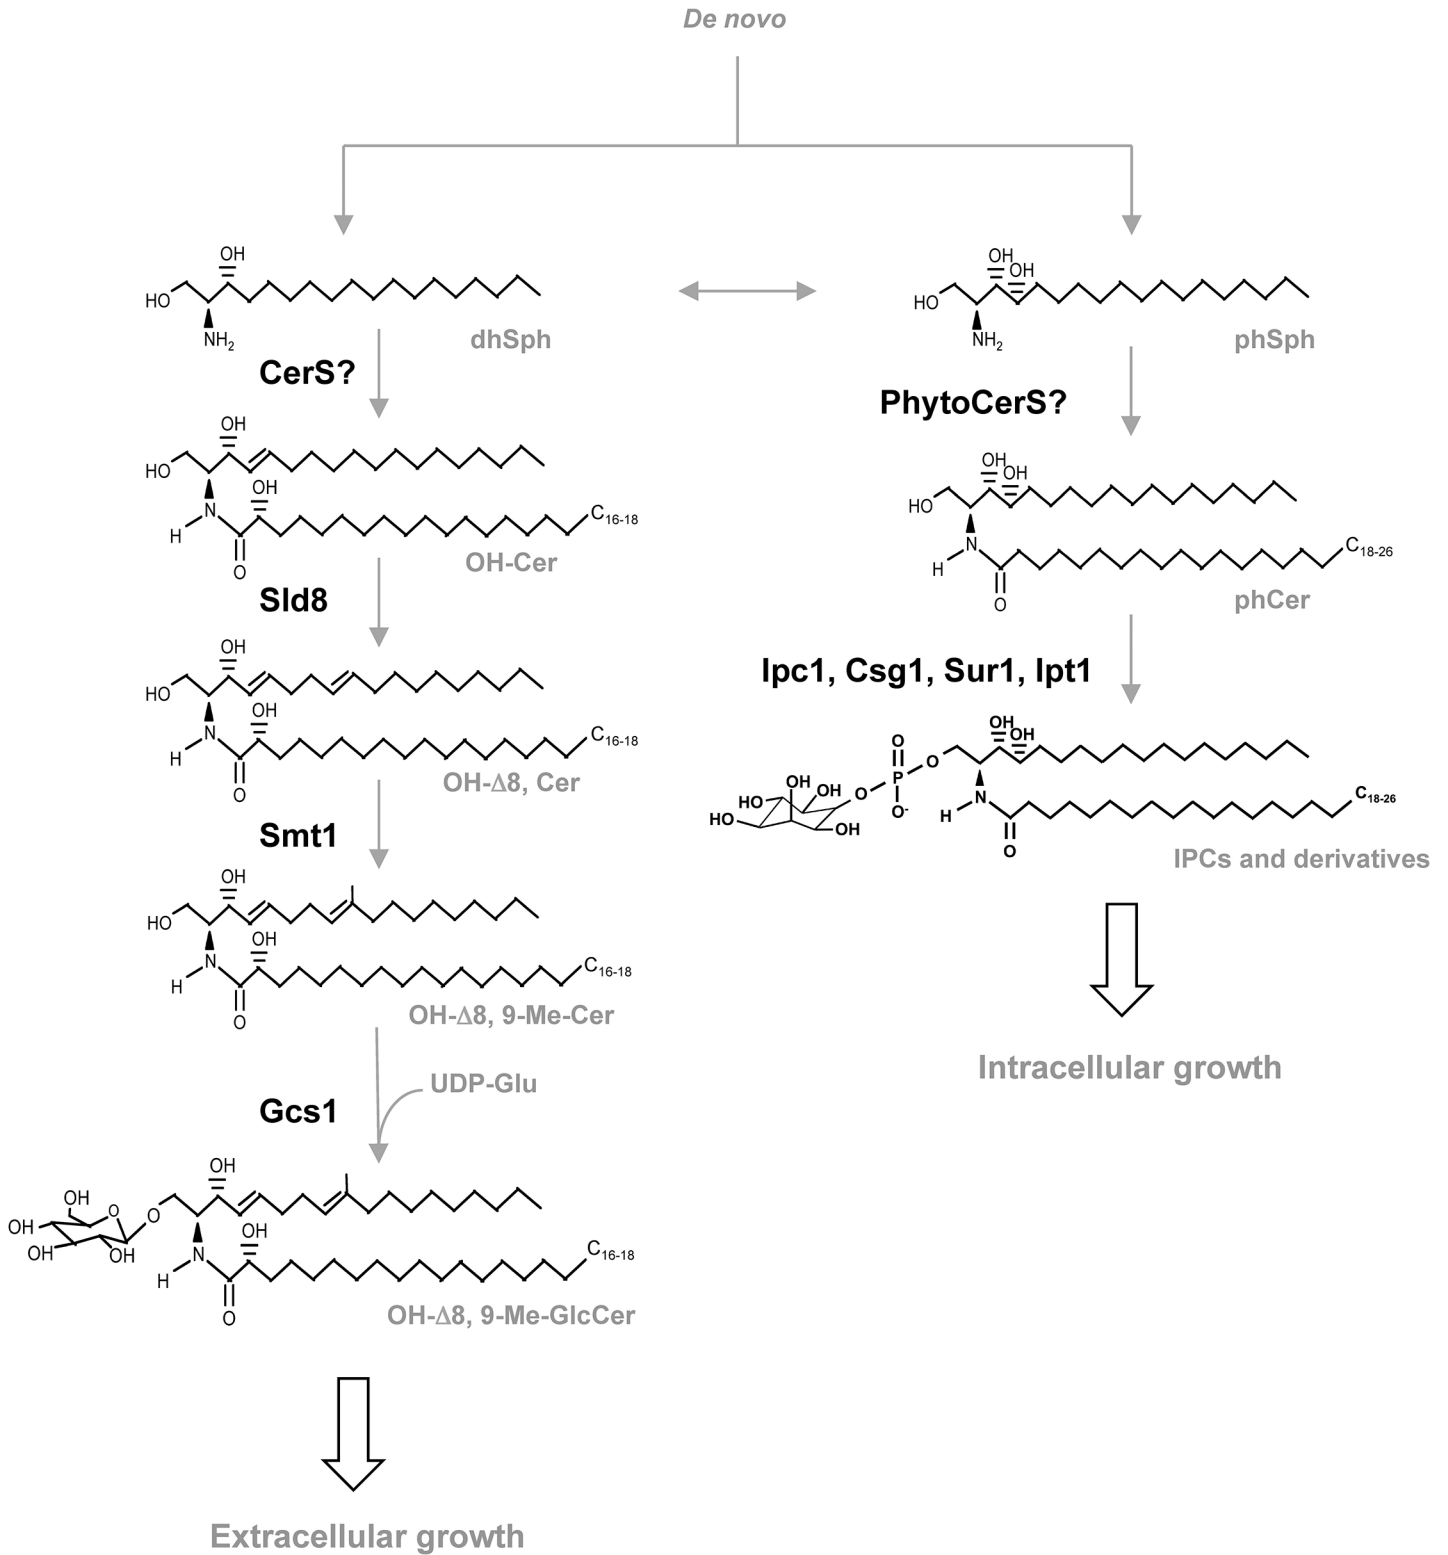 De novo
OH
HO
NH2
dhSph
OH
OH
HO
NH2
phSph
CerS?
PhytoCerS?
OH
HO
OH
N
H
O
C16-18
OH-Cer
OH
OH
HO
N
H
O
C18-26
phCer
Sld8
OH
HO
OH
N
H
O
C16-18
OH-Δ8, Cer
Ipc1, Csg1, Sur1, Ipt1
OH
OH
O
O
P
O
O-
OH
OH
HO
HO
OH
N
H
O
C18-26
IPCs and derivatives
Smt1
OH
HO
OH
N
H
O
C16-18
OH-Δ8, 9-Me-Cer
Intracellular growth
UDP-Glu
Gcs1
OH
OH
O
O
OH
OH
OH
OH
N
H
O
C16-18
OH-Δ8, 9-Me-GlcCer
Extracellular growth